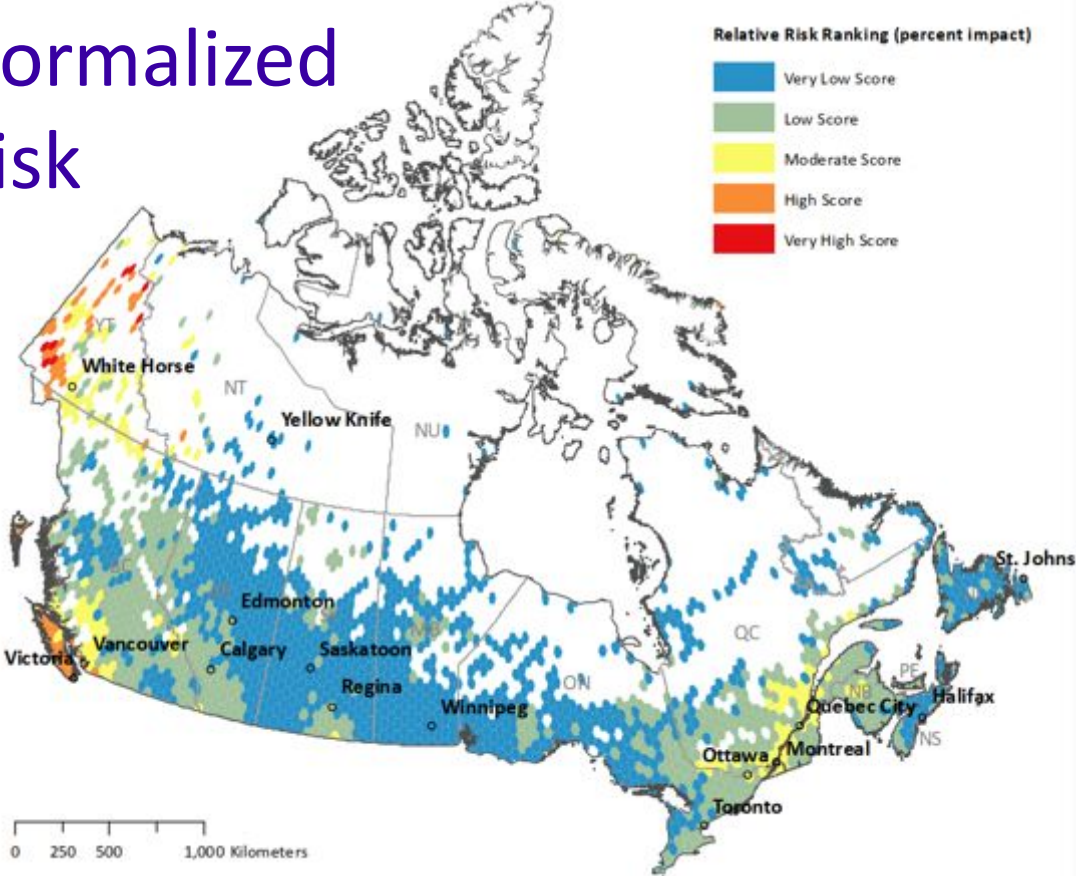 ormalized
isk
Relative Risk Ranking (percent impact)
Very Low Score
Low Score
Moderate Score
High Score
Very High Score
YT
White Horse
NT
Yellow Knife
NU
St. Johns
Edmonton
Vancouver
Calgary
Saskatoon
QC
Victoria
Regina
ON
PE
NB
Winnipeg
Quebec City
Halifax
NS
Ottawa
Montreal
Toronto
0 250 500 1,000 Kilometers